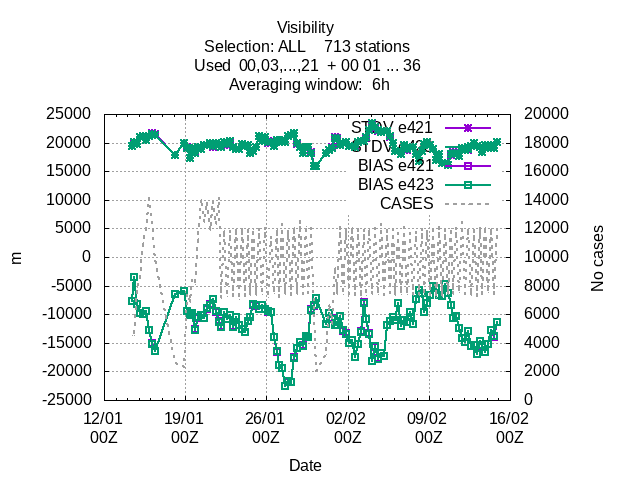 Visibility
Selection: ALL 713 stations
Used 00,03,...,21 + 00 01 ... 36
Averaging window: 6h
25000
20000
15000
10000
5000
0
-5000
-10000
-15000
-20000
-25000
m
20000
18000
16000
14000
12000
10000
8000
6000
4000
2000
0
No cases
STDV e421
STDV
BIAS e421
BIAS e423
CASES
12/01 19/01 26/01 02/02 09/02 16/02
00Z 00Z 00Z 00Z 00Z 00Z
Date